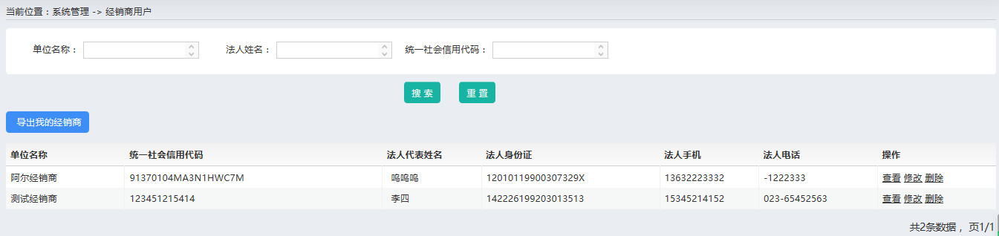 当前位置：系统管理 -> 经销商用户
单位名称： 法人姓名： 统一社会信用代码：
搜 索 重 置
导出我的经销商
单位名称 统一社会信用代码 法人代表姓名 法人身份证 法人手机 法人电话 操作
阿尔经销商 91370104MA3N1HWC7M 呜呜呜 12010119900307329X 13632223332 -1222333 查看 修改 删除
测试经销商 123451215414 李四 142226199203013513 15345214152 023-65452563 查看 修改 删除
共2条数据 ，页1/1